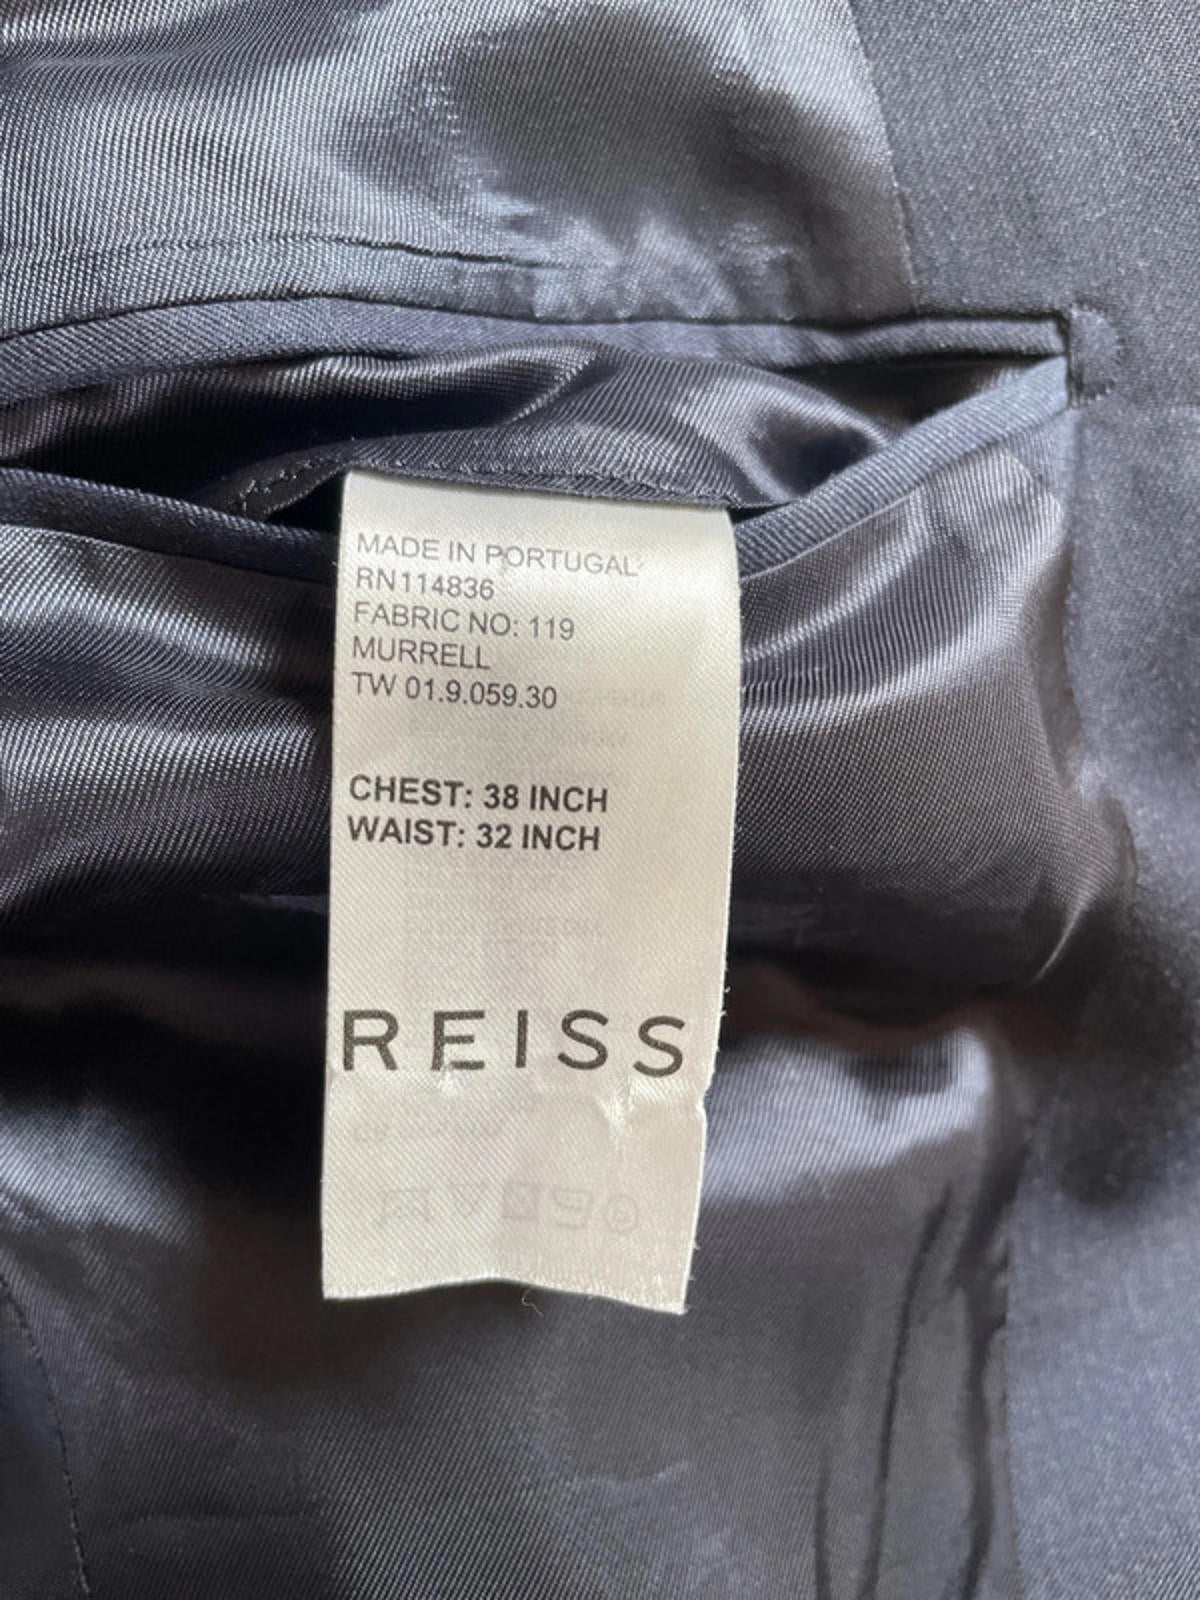 MADE IN PORTUGAL
RN114836
FABRIC NO: 119
MURRELL
TW 01.9.059.30
CHEST: 38 INCH
WAIST: 32 INCH
REISS